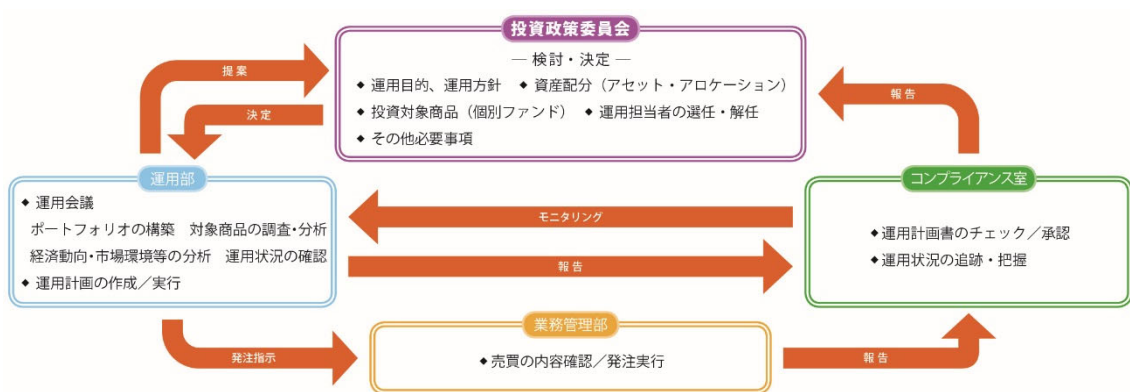 投資政策委員会
― 検討・決定 ―
◆ 運用目的、運用方針　◆ 資産配分（アセット・アロケーション）
◆ 投資対象商品（個別ファンド）　◆ 運用担当者の選任・解任
◆ その他必要事項
提案
決定
報告
運用部
◆ 運用会議
ポートフォリオの構築　対象商品の調査・分析
経済動向・市場環境等の分析　運用状況の確認
◆ 運用計画の作成／実行
モニタリング
報告
コンプライアンス室
◆運用計画書のチェック／承認
◆運用状況の追跡・把握
発注指示
業務管理部
◆売買の内容確認／発注実行
報告